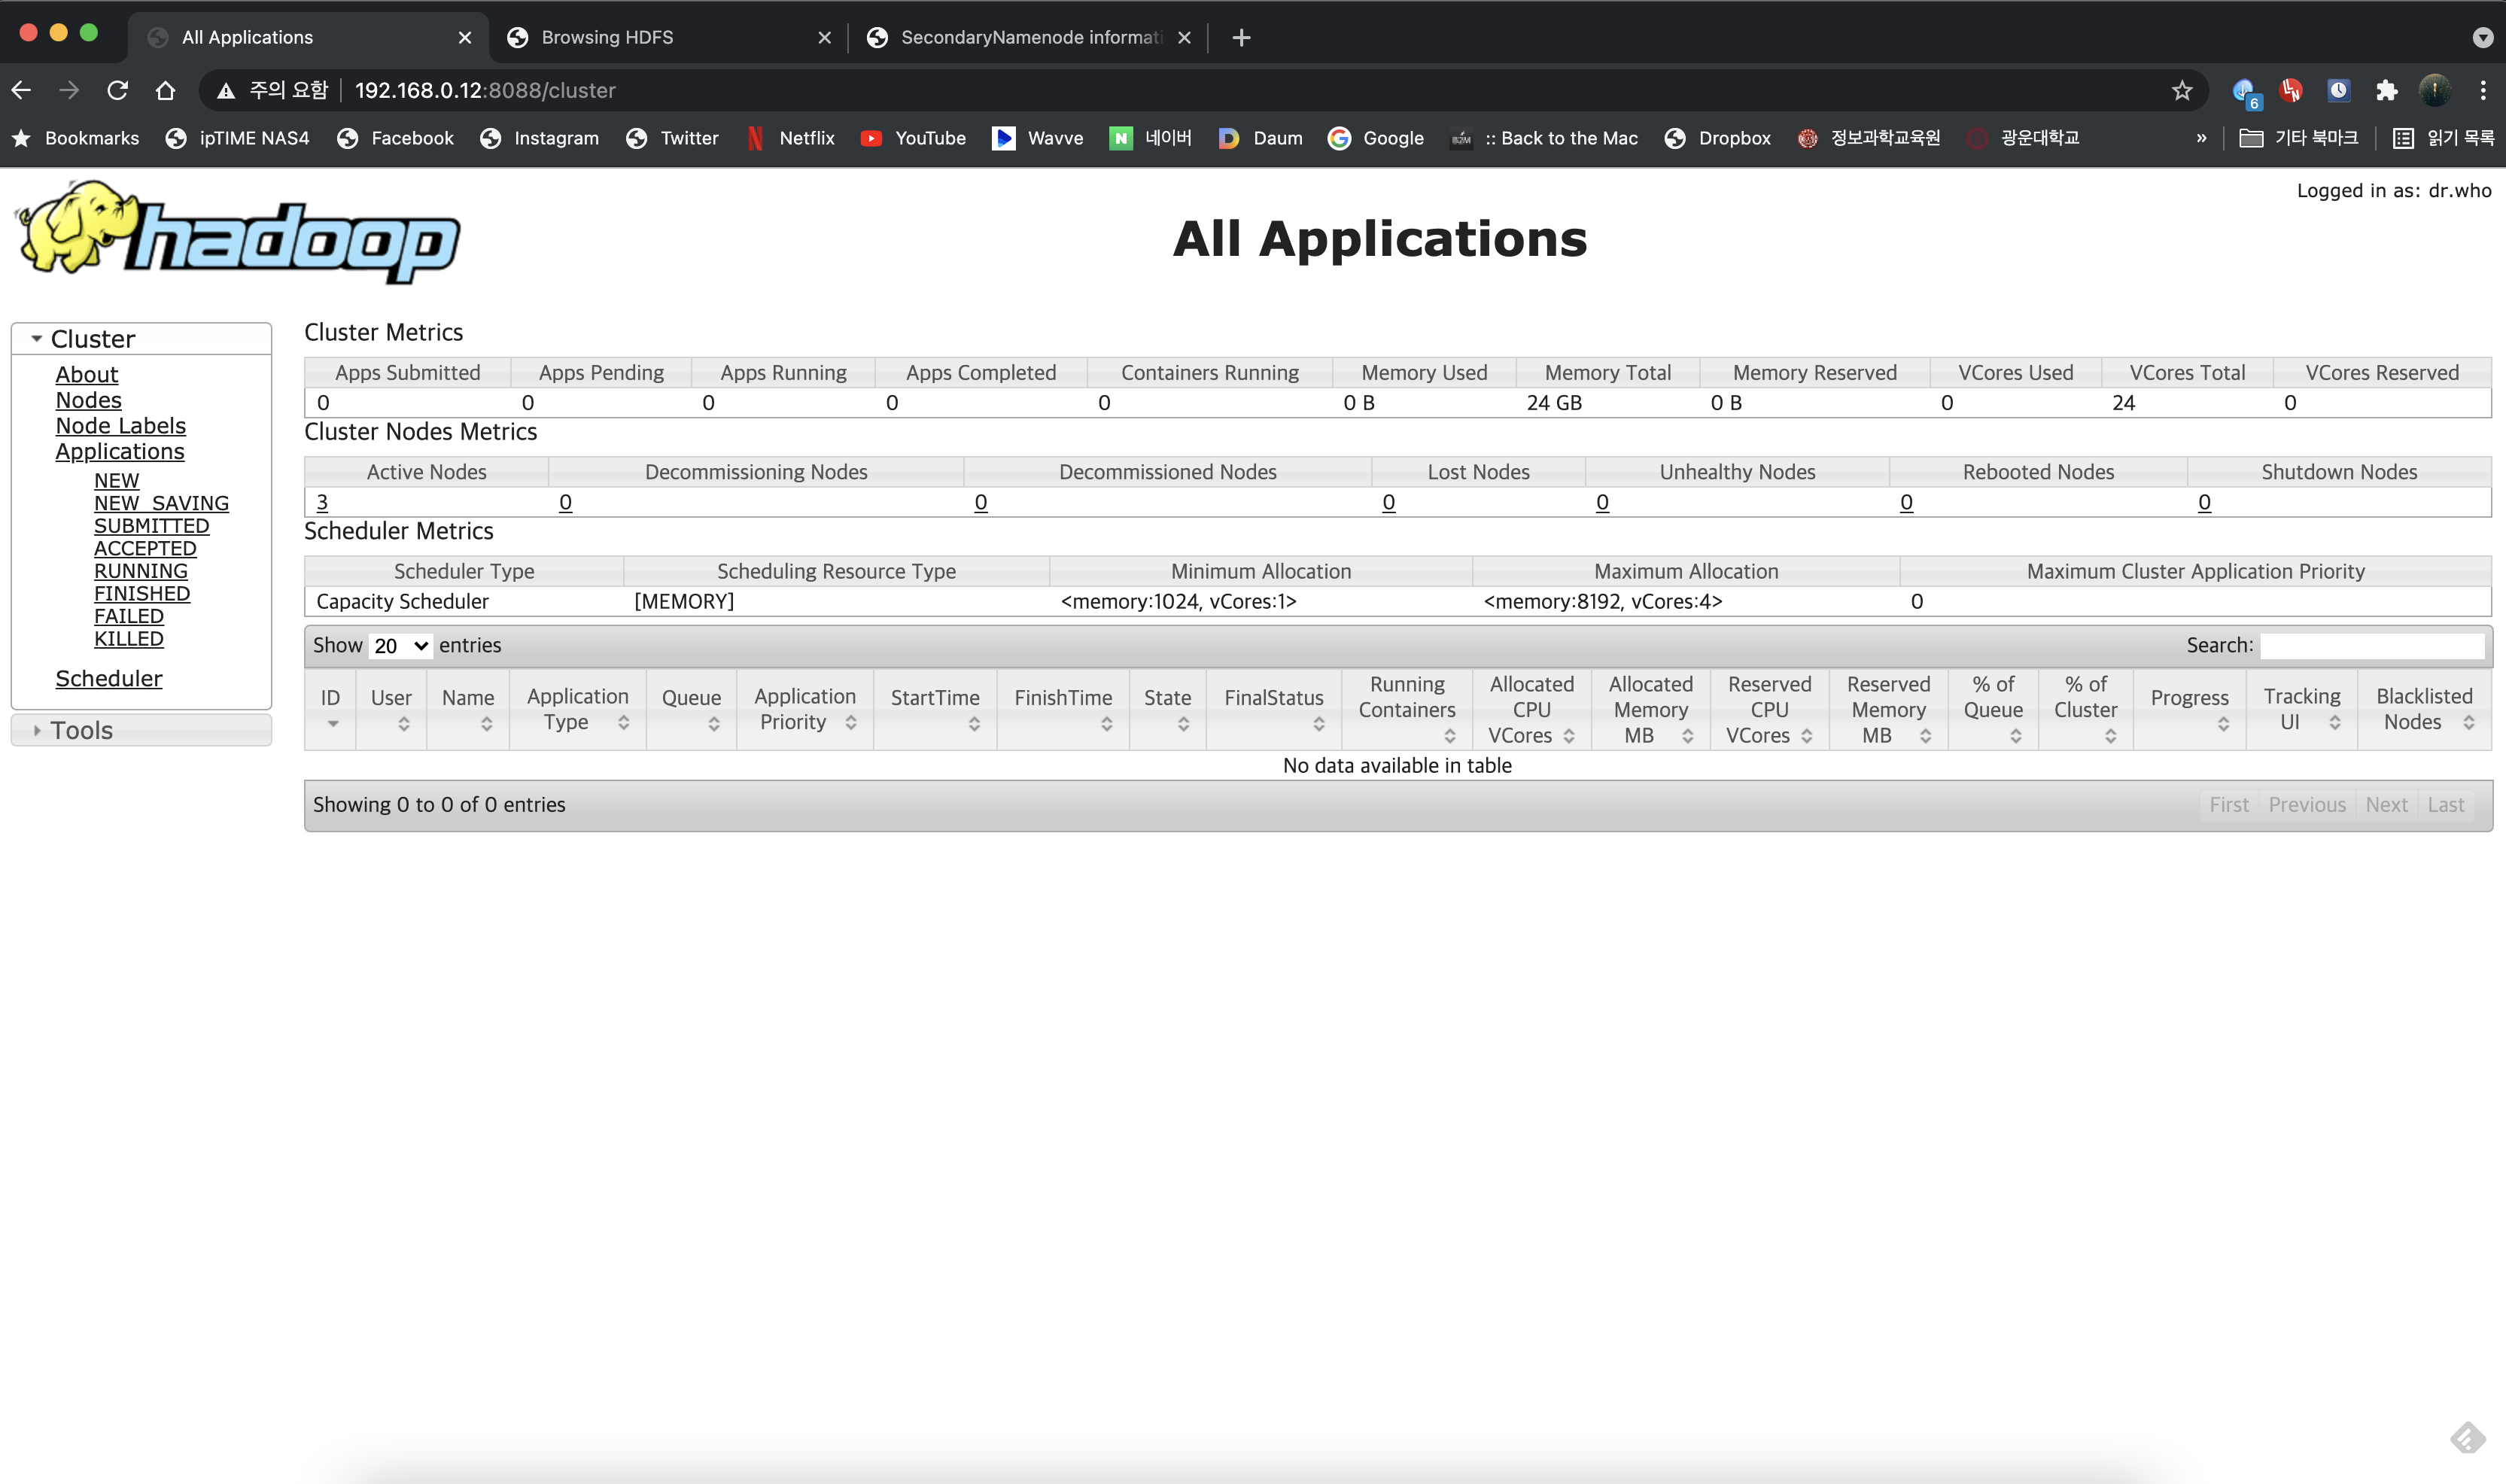 All Applications
Browsing HDFS
SecondaryNamenode informati
주의 요함 192.168.0.12:8088/cluster
6
Bookmarks ipTIME NAS4 Facebook Instagram Twitter Netflix YouTube Wavve 네이버 Daum Google :: Back to the Mac Dropbox 정보과학교육원 광운대학교 » 기타 북마크 읽기 목록
Logged in as: dr.who
hadoop
All Applications
Cluster
About
Nodes
Node Labels
Applications
NEW
NEW_SAVING
SUBMITTED
ACCEPTED
RUNNING
FINISHED
FAILED
KILLED
Scheduler
Tools
Cluster Metrics
Apps Submitted Apps Pending Apps Running Apps Completed Containers Running Memory Used Memory Total Memory Reserved VCores Used VCores Total VCores Reserved
0 0 0 0 0 0 B 24 GB 0 B 0 24 0
Cluster Nodes Metrics
Active Nodes Decommissioning Nodes Decommissioned Nodes Lost Nodes Unhealthy Nodes Rebooted Nodes Shutdown Nodes
3 0 0 0 0 0 0
Scheduler Metrics
Scheduler Type Scheduling Resource Type Minimum Allocation Maximum Allocation Maximum Cluster Application Priority
Capacity Scheduler [MEMORY] <memory:1024, vCores:1> <memory:8192, vCores:4> 0
Show 20 entries Search:
ID User Name Application Type Queue Application Priority StartTime FinishTime State FinalStatus Running Containers Allocated CPU VCores Allocated Memory MB Reserved CPU VCores Reserved Memory MB % of Queue % of Cluster Progress Tracking UI Blacklisted Nodes
No data available in table
Showing 0 to 0 of 0 entries First Previous Next Last